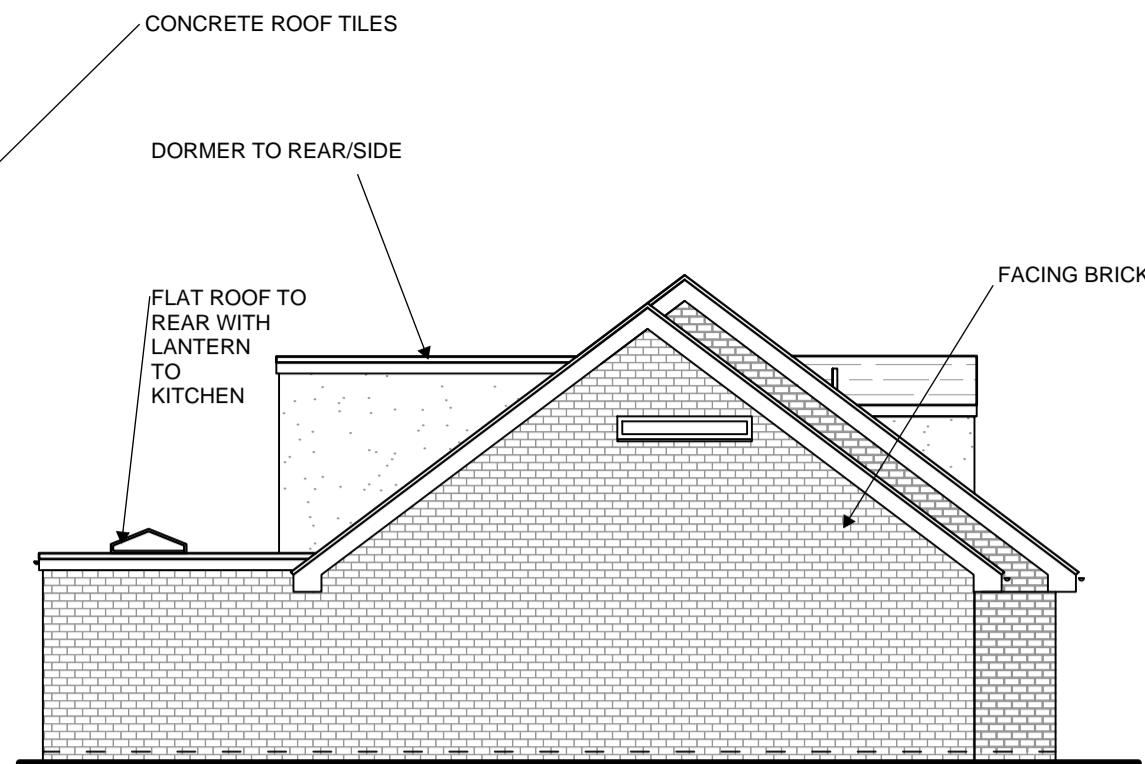 CONCRETE ROOF TILES
DORMER TO REAR/SIDE
FLAT ROOF TO
REAR WITH
LANTERN
TO
KITCHEN
FACING BRICK